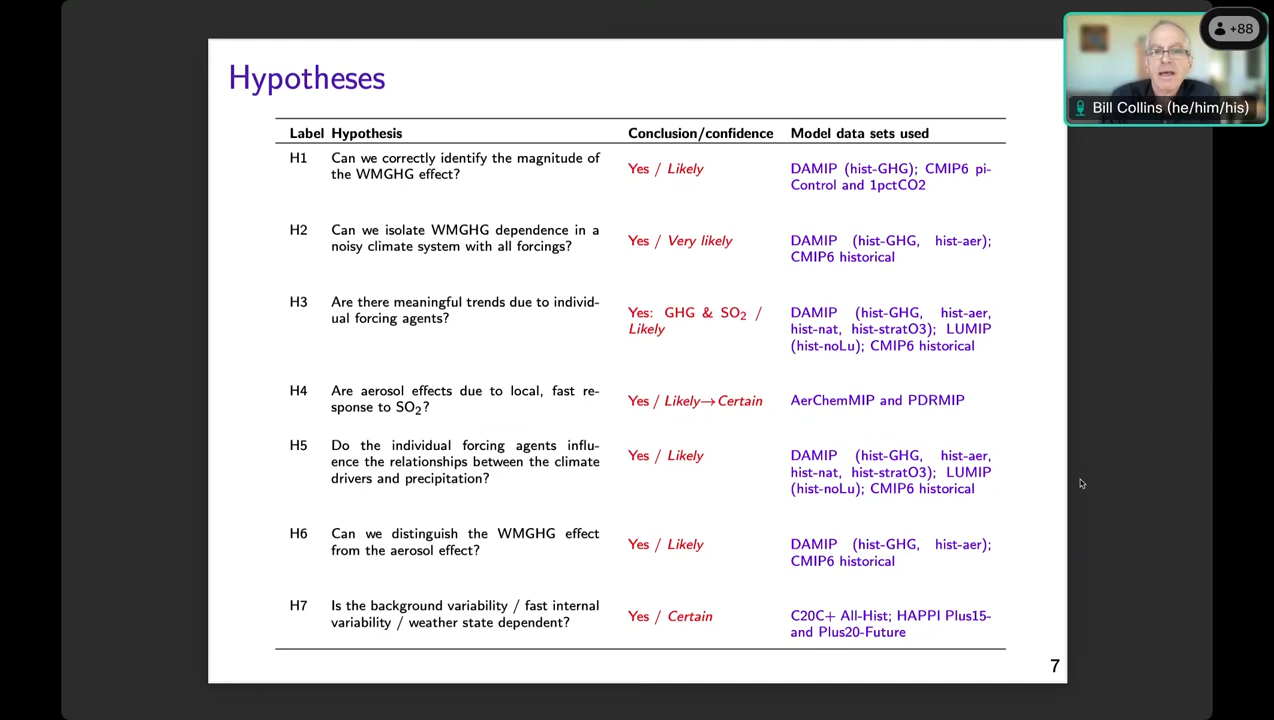 +88
Bill Collins (he/him/his)
Hypotheses
Label Hypothesis Conclusion/confidence Model data sets used
H1 Can we correctly identify the magnitude of
the WMGHG effect?
Yes / Likely
DAMIP (hist-GHG); CMIP6 pi-
Control and 1pctCO2
H2 Can we isolate WMGHG dependence in a
noisy climate system with all forcings?
Yes / Very likely
DAMIP (hist-GHG, hist-aer);
CMIP6 historical
H3 Are there meaningful trends due to individ-
ual forcing agents?
Yes: GHG & SO₂ /
Likely
DAMIP (hist-GHG, hist-aer,
hist-nat, hist-stratO3); LUMIP
(hist-noLu); CMIP6 historical
H4 Are aerosol effects due to local, fast re-
sponse to SO₂?
Yes / Likely→Certain
AerChemMIP and PDRMIP
H5 Do the individual forcing agents influ-
ence the relationships between the climate
drivers and precipitation?
Yes / Likely
DAMIP (hist-GHG, hist-aer,
hist-nat, hist-stratO3); LUMIP
(hist-noLu); CMIP6 historical
H6 Can we distinguish the WMGHG effect
from the aerosol effect?
Yes / Likely
DAMIP (hist-GHG, hist-aer);
CMIP6 historical
H7 Is the background variability / fast internal
variability / weather state dependent?
Yes / Certain
C20C+ All-Hist; HAPPI Plus15-
and Plus20-Future
7